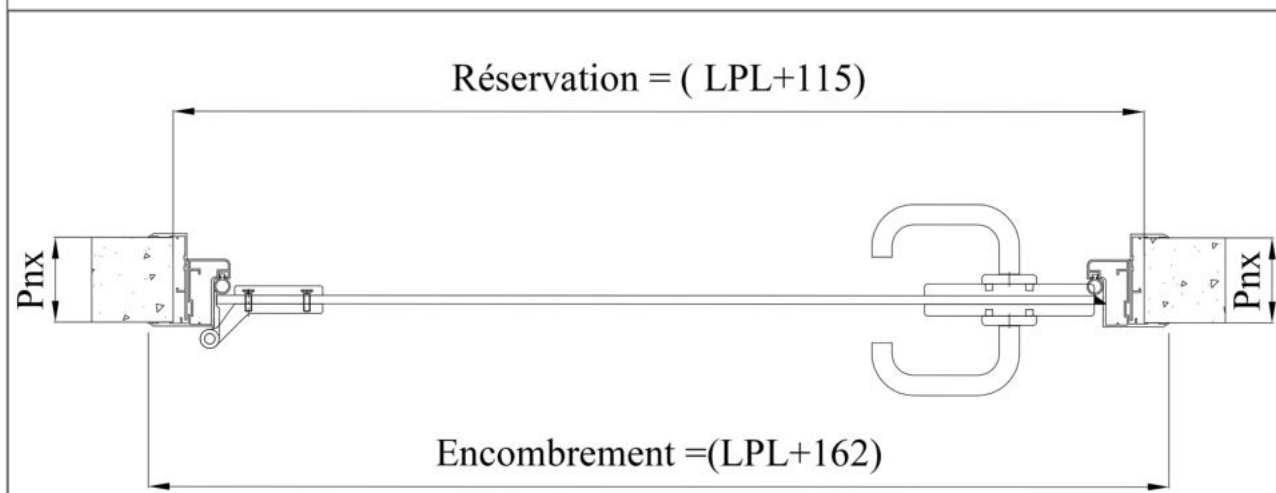 Réservation = ( LPL+115)
Pnx
Pnx
Encombrement =(LPL+162)